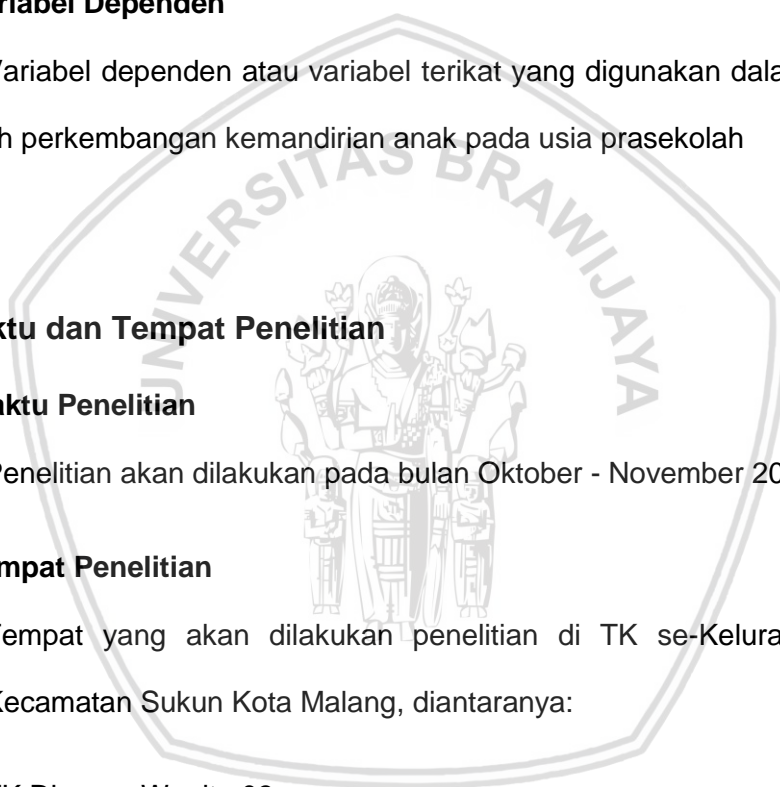 riabel Dependen
Variabel dependen atau variabel terikat yang digunakan dala
h perkembangan kemandirian anak pada usia prasekolah
UNIVERSITAS BRAWIJAYA
ktu dan Tempat Penelitian
aktu Penelitian
Penelitian akan dilakukan pada bulan Oktober - November 20
mpat Penelitian
Tempat yang akan dilakukan penelitian di TK se-Kelura
Kecamatan Sukun Kota Malang, diantaranya: